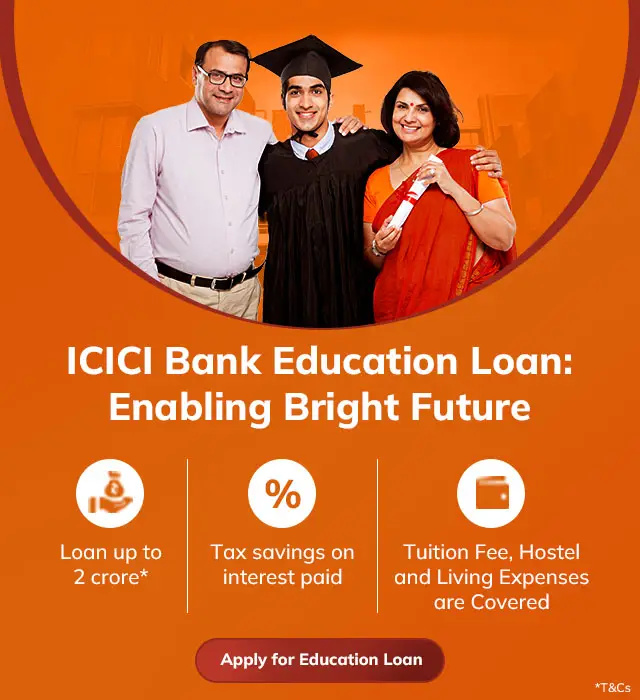 ICICI Bank Education Loan:
Enabling Bright Future
%
Loan up to
2 crore*
Tax savings on
interest paid
Tuition Fee, Hostel
and Living Expenses
are Covered
Apply for Education Loan
*T&Cs